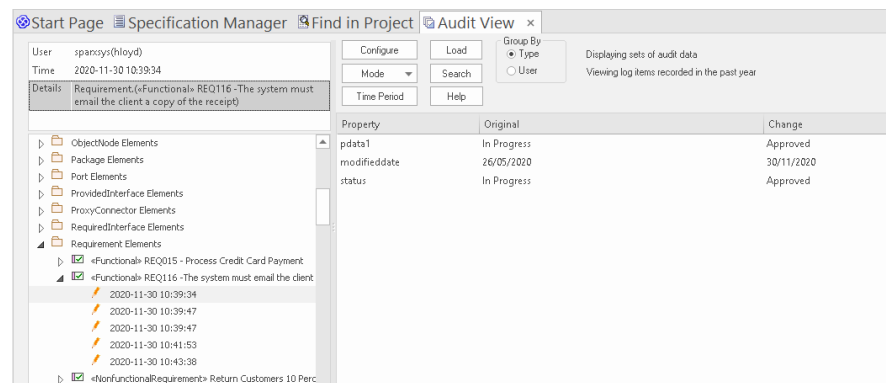 Start Page Specification Manager Find in Project Audit View ×
User sparxsys(hloyd)
Time 2020-11-30 10:39:34
Details Requirement.(«Functional» REQ116 -The system must
email the client a copy of the receipt)
Configure Load
Mode Search
Time Period Help
Group By
Type
User
Displaying sets of audit data
Viewing log items recorded in the past year
ObjectNode Elements
Package Elements
Port Elements
ProvidedInterface Elements
ProxyConnector Elements
RequiredInterface Elements
Requirement Elements
«Functional» REQ015 - Process Credit Card Payment
«Functional» REQ116 -The system must email the client
2020-11-30 10:39:34
2020-11-30 10:39:47
2020-11-30 10:39:47
2020-11-30 10:41:53
2020-11-30 10:43:38
«NonfunctionalRequirement» Return Customers 10 Perc
Property Original Change
pdata1 In Progress Approved
modifieddate 26/05/2020 30/11/2020
status In Progress Approved